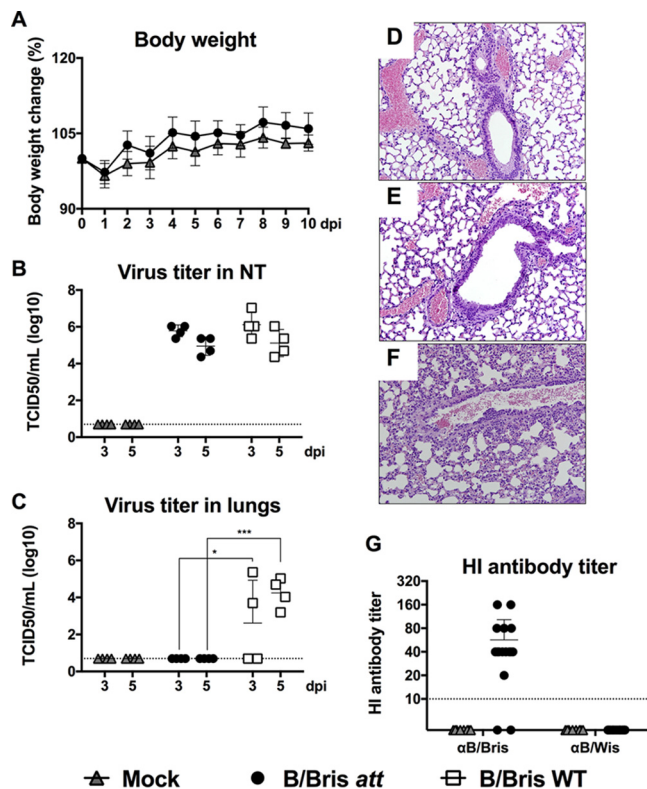 A
Body weight
Body weight change (%)
120
105
90
0 1 2 3 4 5 6 7 8 9 10 dpi
B
Virus titer in NT
TCID50/mL (log10)
8
6
4
2
0
3 5 3 5 3 5 dpi
C
Virus titer in lungs
TCID50/mL (log10)
8
6
4
2
0
* ***
3 5 3 5 3 5 dpi
D
E
F
G
HI antibody titer
HI antibody titer
320
160
80
40
10
αB/Bris αB/Wis
Mock B/Bris att B/Bris WT